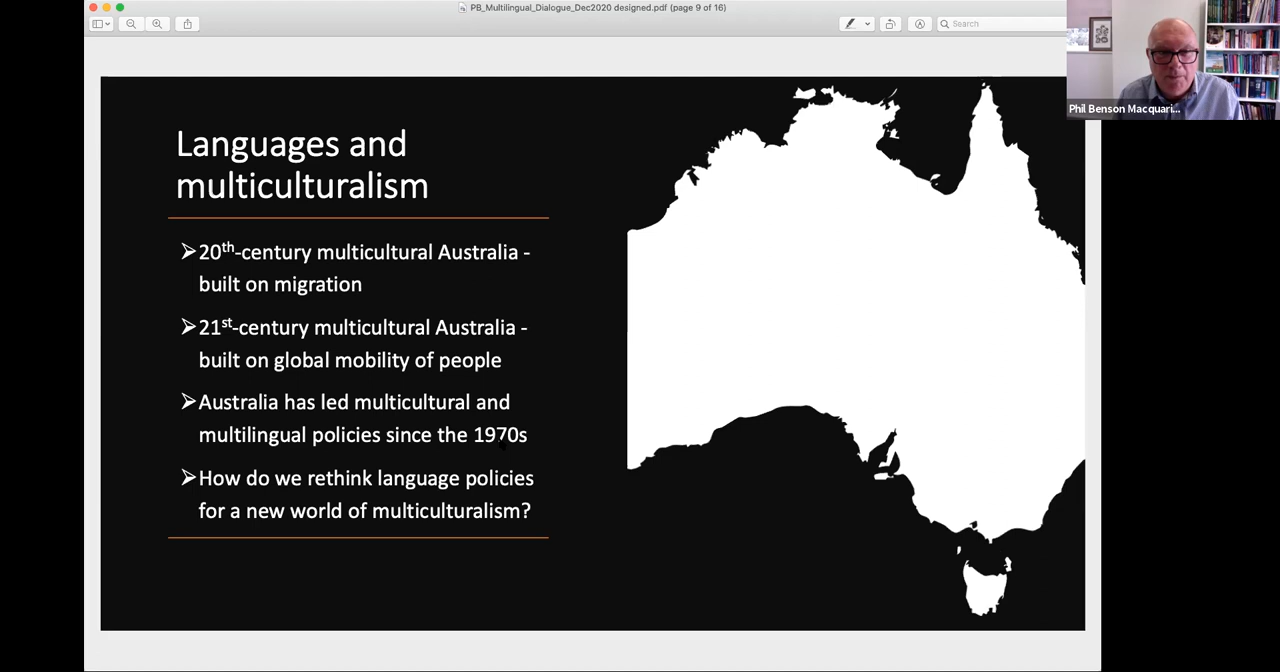 PB_Multilingual_Dialogue_Dec2020 designed.pdf (page 9 of 16)
Search
Phil Benson Macquari...
Languages and
multiculturalism
➢20th-century multicultural Australia -
built on migration
➢21st-century multicultural Australia -
built on global mobility of people
➢Australia has led multicultural and
multilingual policies since the 1970s
➢How do we rethink language policies
for a new world of multiculturalism?